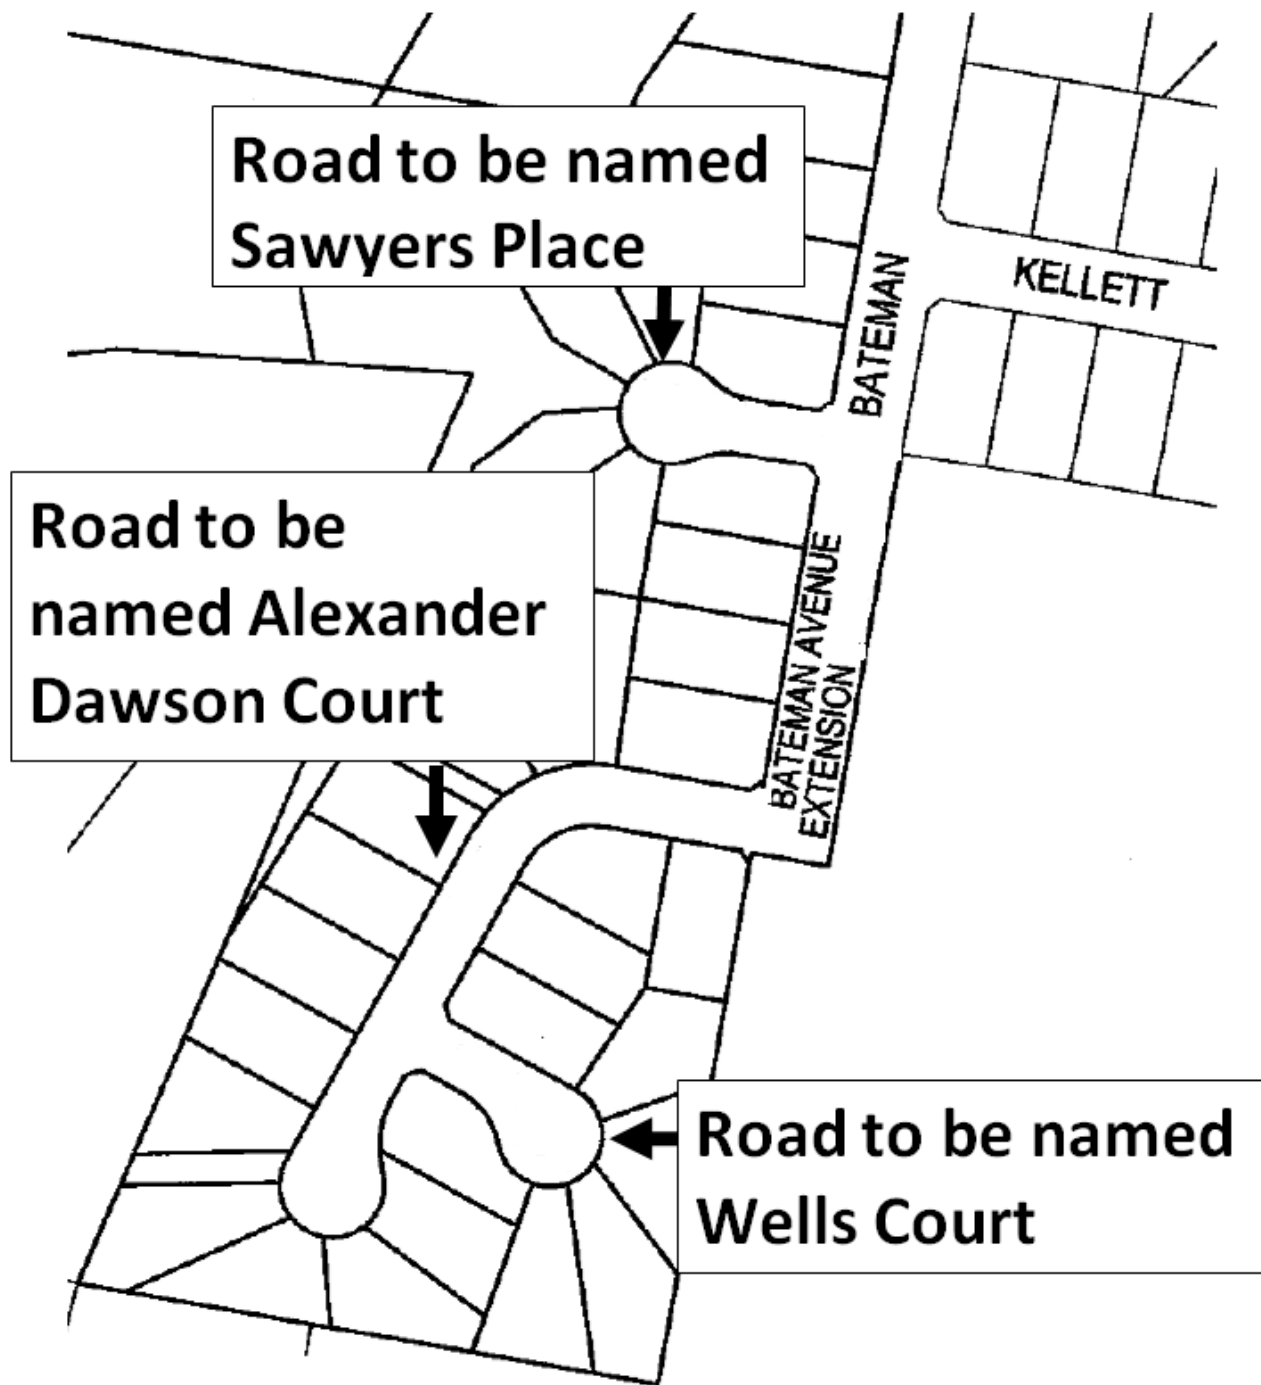 Road to be named
Sawyers Place
KELLETT
BATEMAN
Road to be
named Alexander
Dawson Court
BATEMAN AVENUE
EXTENSION
Road to be named
Wells Court